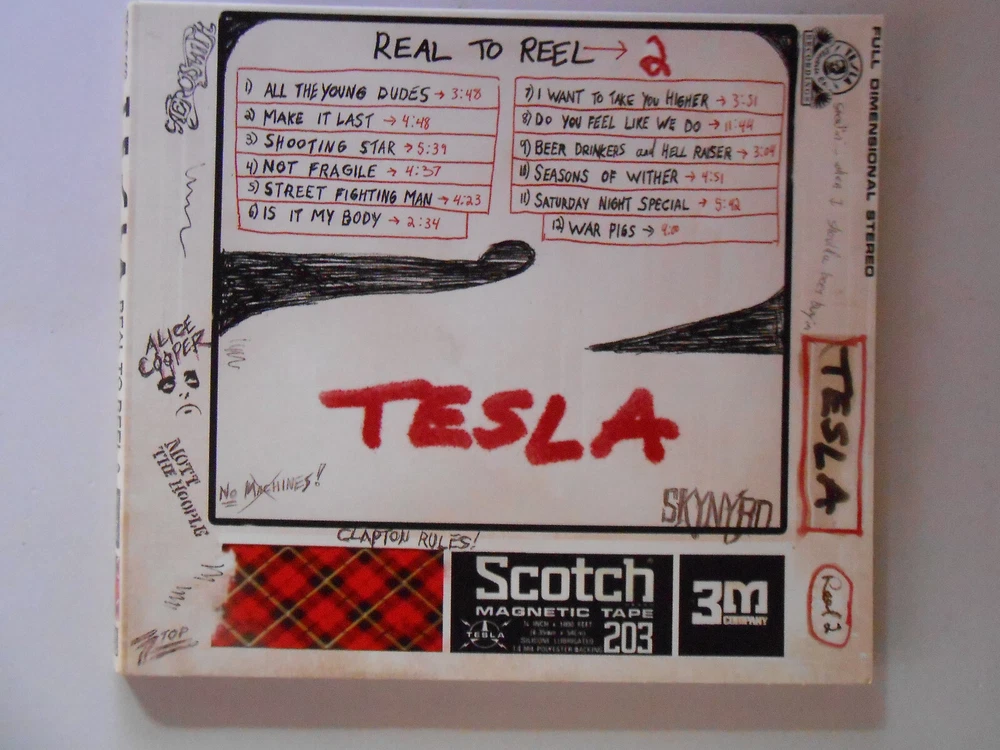 REAL TO REEL → 2
1) ALL THE YOUNG DUDES → 3:48
2) MAKE IT LAST → 4:48
3) SHOOTING STAR → 5:39
4) NOT FRAGILE → 4:37
5) STREET FIGHTING MAN → 4:23
6) IS IT MY BODY → 2:34
7) I WANT TO TAKE YOU HIGHER → 3:51
8) DO YOU FEEL LIKE WE DO → 11:44
9) BEER DRINKERS and HELL RAISER → 3:04
10) SEASONS OF WITHER → 4:51
11) SATURDAY NIGHT SPECIAL → 5:42
12) WAR PIGS →
TESLA
NO MACHINES!
SKYNYRD
CLAPTON RULES!
ALICE
COOPER
:(
MOTT
THE HOOPLE
TOP
Scotch
MAGNETIC TAPE
TESLA
203
3M
COMPANY
FULL DIMENSIONAL STEREO
TESLA
Reel 2
TESLA REAL TO REEL